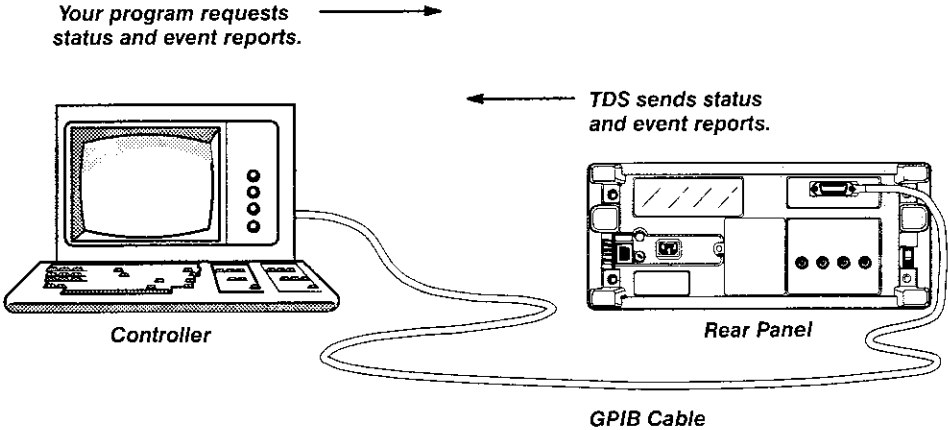 Your program requests
status and event reports.
TDS sends status
and event reports.
Controller
Rear Panel
GPIB Cable